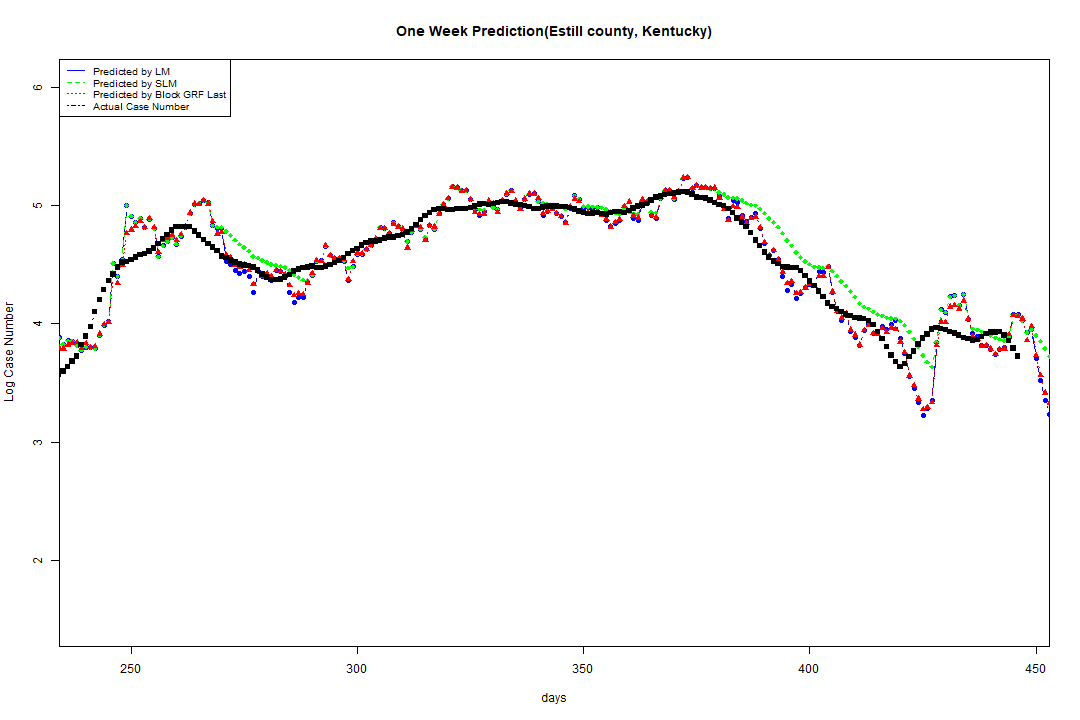 One Week Prediction(Estill county, Kentucky)
Predicted by LM
Predicted by SLM
Predicted by Block GRF Last
Actual Case Number
6
5
4
3
2
Log Case Number
250 300 350 400 450
days